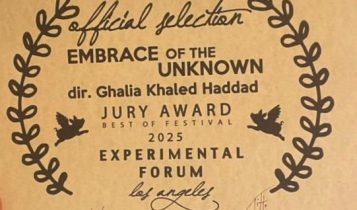 official selection
EMBRACE OF THE
UNKNOWN
dir. Ghalia Khaled Haddad
JURY AWARD
BEST OF FESTIVAL
2025
EXPERIMENTAL
FORUM
los angeles